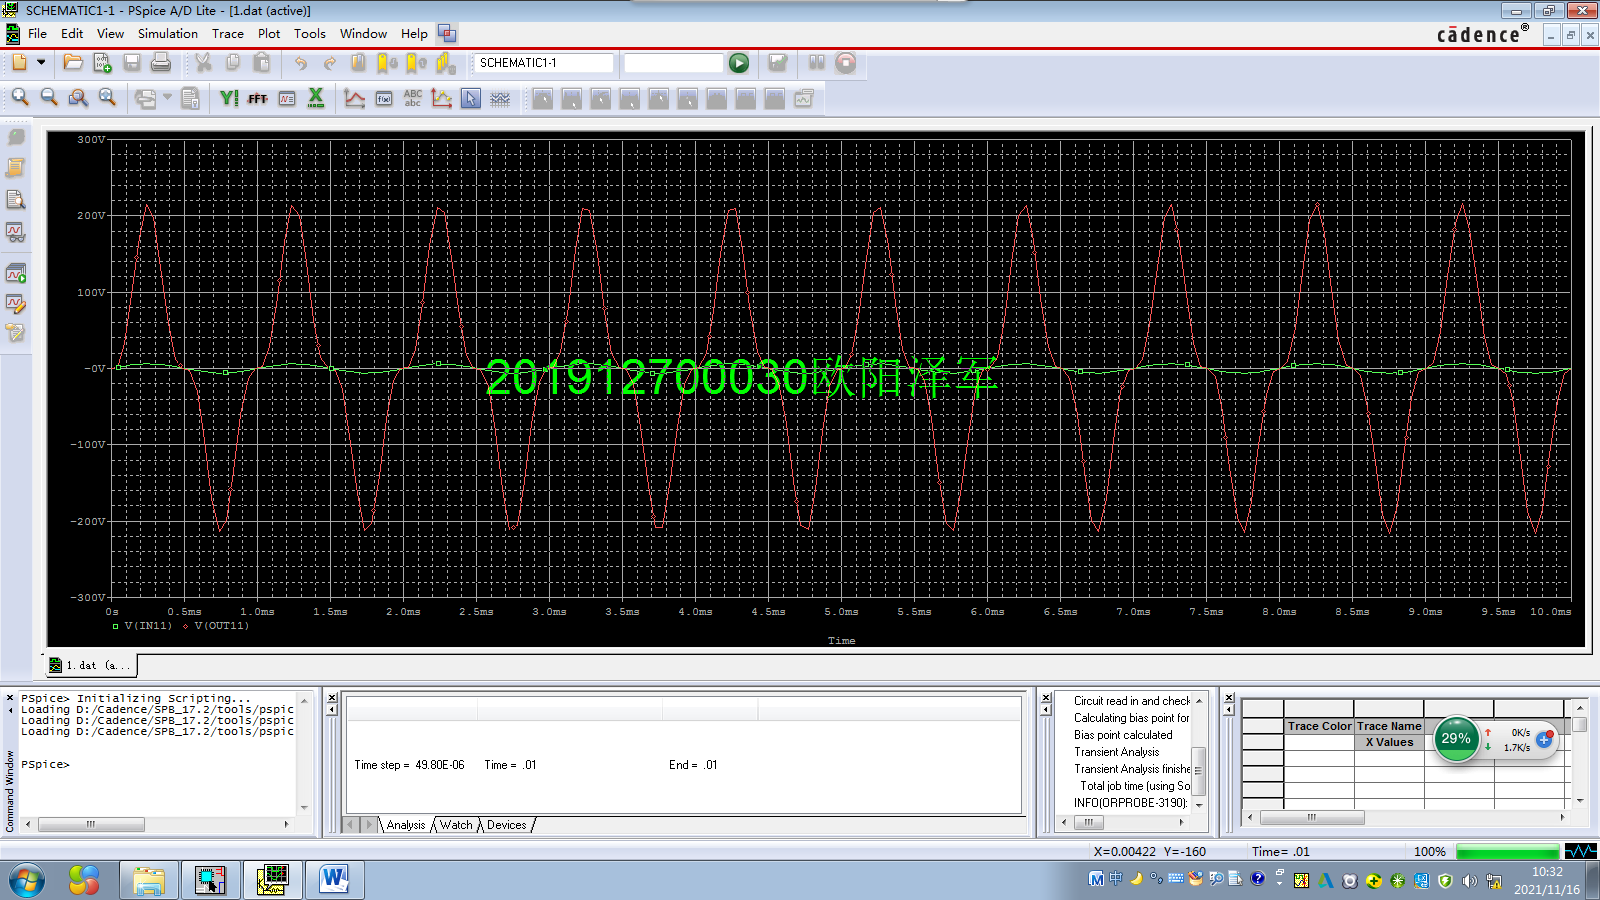 SCHEMATIC1-1 - PSpice A/D Lite - [1.dat (active)]
File Edit View Simulation Trace Plot Tools Window Help
cādence®
SCHEMATIC1-1
FFT
ABC
abc
300V
200V
100V
-0V
-100V
-200V
-300V
201912700030欧阳泽军
0s 0.5ms 1.0ms 1.5ms 2.0ms 2.5ms 3.0ms 3.5ms 4.0ms 4.5ms 5.0ms 5.5ms 6.0ms 6.5ms 7.0ms 7.5ms 8.0ms 8.5ms 9.0ms 9.5ms 10.0ms
V(IN11) V(OUT11)
Time
1.dat (a...
Command Window
PSpice> Initializing Scripting...
Loading D:/Cadence/SPB_17.2/tools/pspic
Loading D:/Cadence/SPB_17.2/tools/pspic
Loading D:/Cadence/SPB_17.2/tools/pspic
PSpice>
Time step = 49.80E-06 Time = .01 End = .01
Analysis Watch Devices
Circuit read in and check
Calculating bias point for
Bias point calculated
Transient Analysis
Transient Analysis finishe
Total job time (using So
INFO(ORPROBE-3190):
Trace Color Trace Name
X Values
29%
0K/s
1.7K/s
X=0.00422 Y=-160 Time= .01 100%
中
10:32
2021/11/16